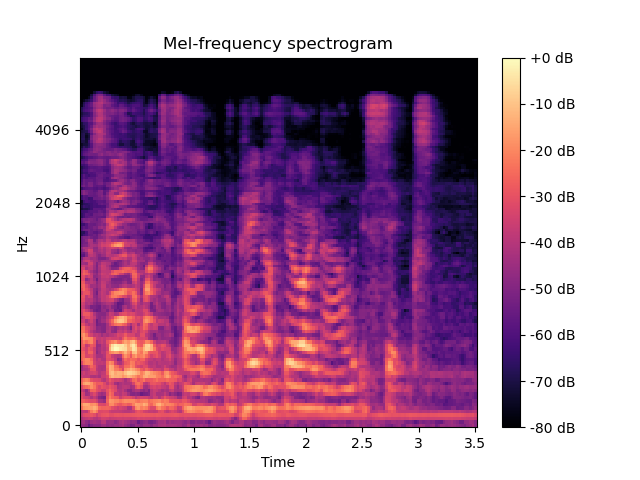 Mel-frequency spectrogram
+0 dB
4096
-10 dB
-20 dB
2048
-30 dB
Hz
-40 dB
1024
-50 dB
512
-60 dB
-70 dB
0
-80 dB
0 0.5 1 1.5 2 2.5 3 3.5
Time